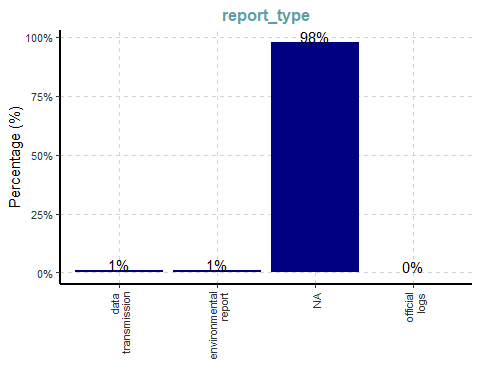 report_type
Percentage (%)
100%
75%
50%
25%
0%
1%
1%
98%
0%
data
transmission
environmental
report
NA
official
logs